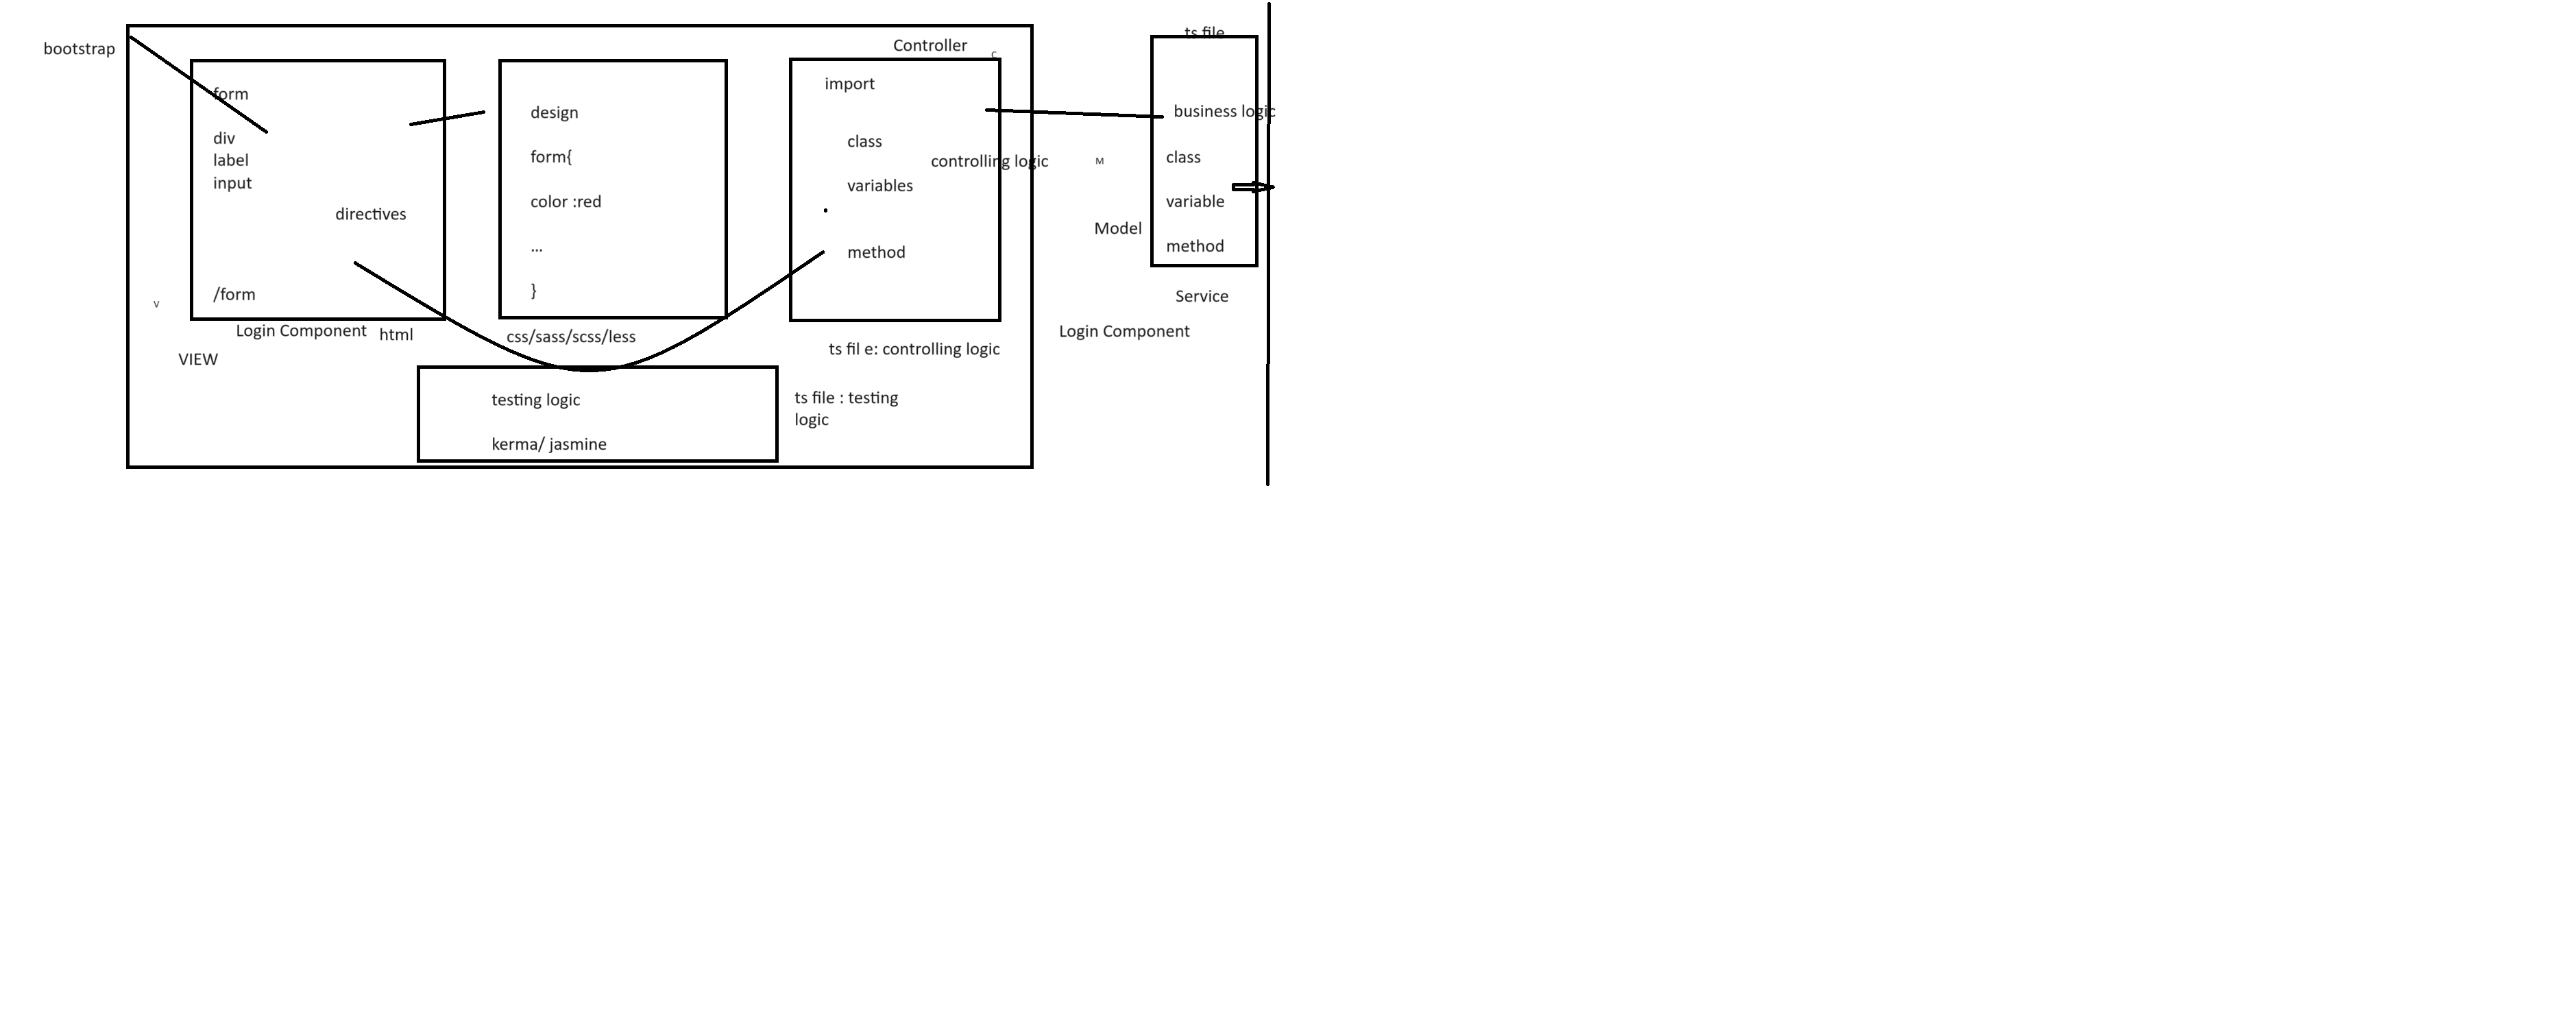 bootstrap
form
div
label
input
directives
/form
V
Login Component
html
VIEW
design
form{
color :red
...
}
css/sass/scss/less
Controller
C
import
class
controlling logic
variables
method
ts fil e: controlling logic
testing logic
kerma/ jasmine
ts file : testing
logic
ts file
business logic
M
class
variable
Model
method
Service
Login Component